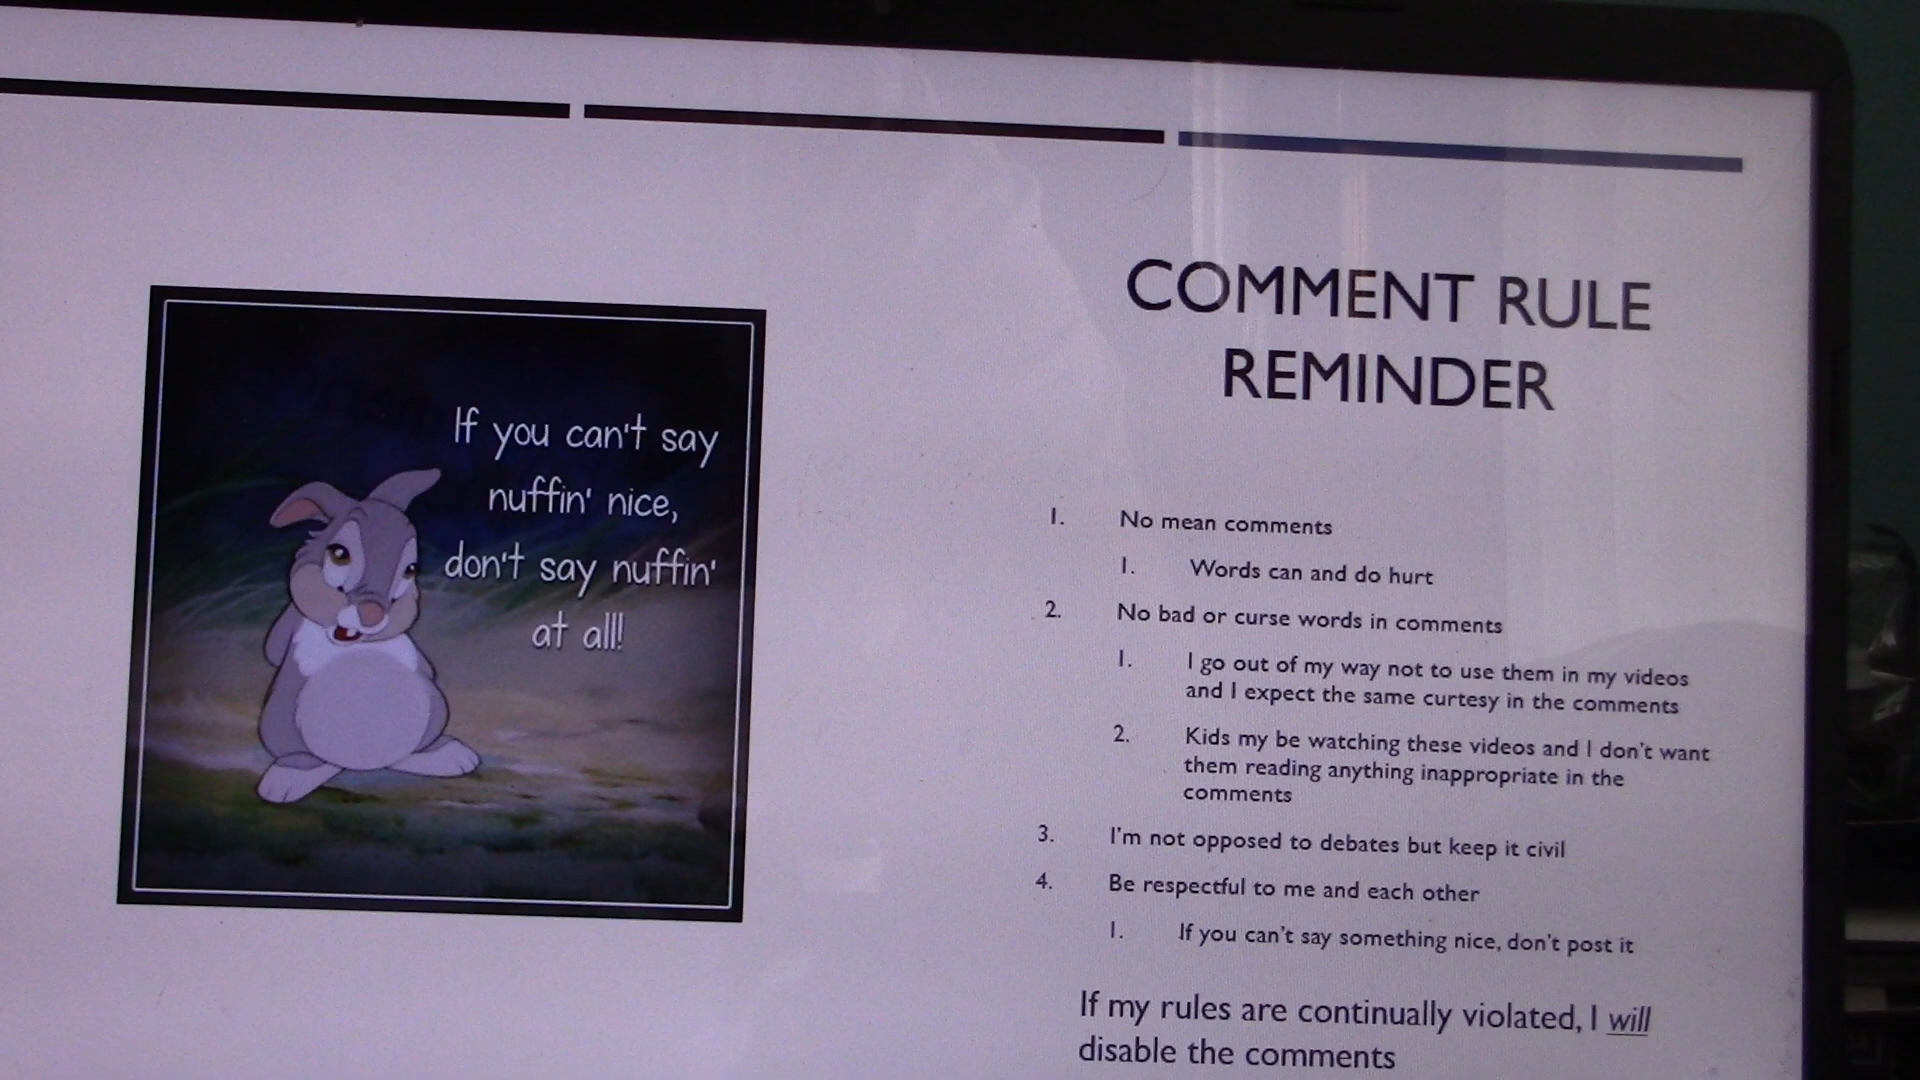 If you can't say
nuffin' nice,
don't say nuffin'
at all!
COMMENT RULE
REMINDER
1. No mean comments
1. Words can and do hurt
2. No bad or curse words in comments
1. I go out of my way not to use them in my videos
and I expect the same curtesy in the comments
2. Kids my be watching these videos and I don't want
them reading anything inappropriate in the
comments
3. I'm not opposed to debates but keep it civil
4. Be respectful to me and each other
1. If you can't say something nice, don't post it
If my rules are continually violated, I will
disable the comments